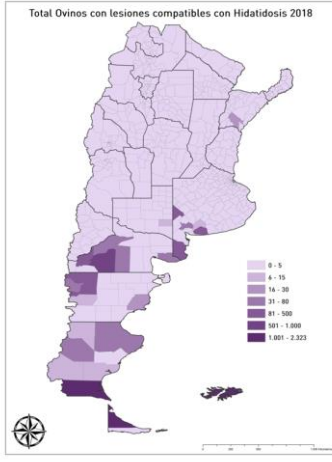 Total Ovinos con lesiones compatibles con Hidatidosis 2018
0 - 5
6 - 15
16 - 30
31 - 80
81 - 500
501 - 1.000
1.001 - 2.323